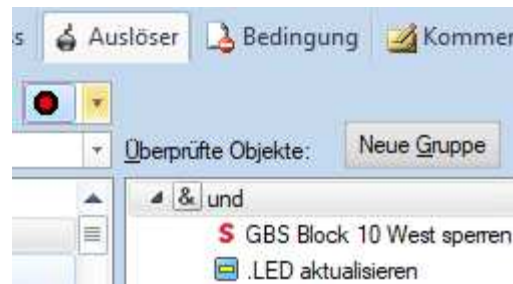 s Auslöser Bedingung Kommer
Überprüfte Objekte: Neue Gruppe
& und
S GBS Block 10 West sperren
.LED aktualisieren